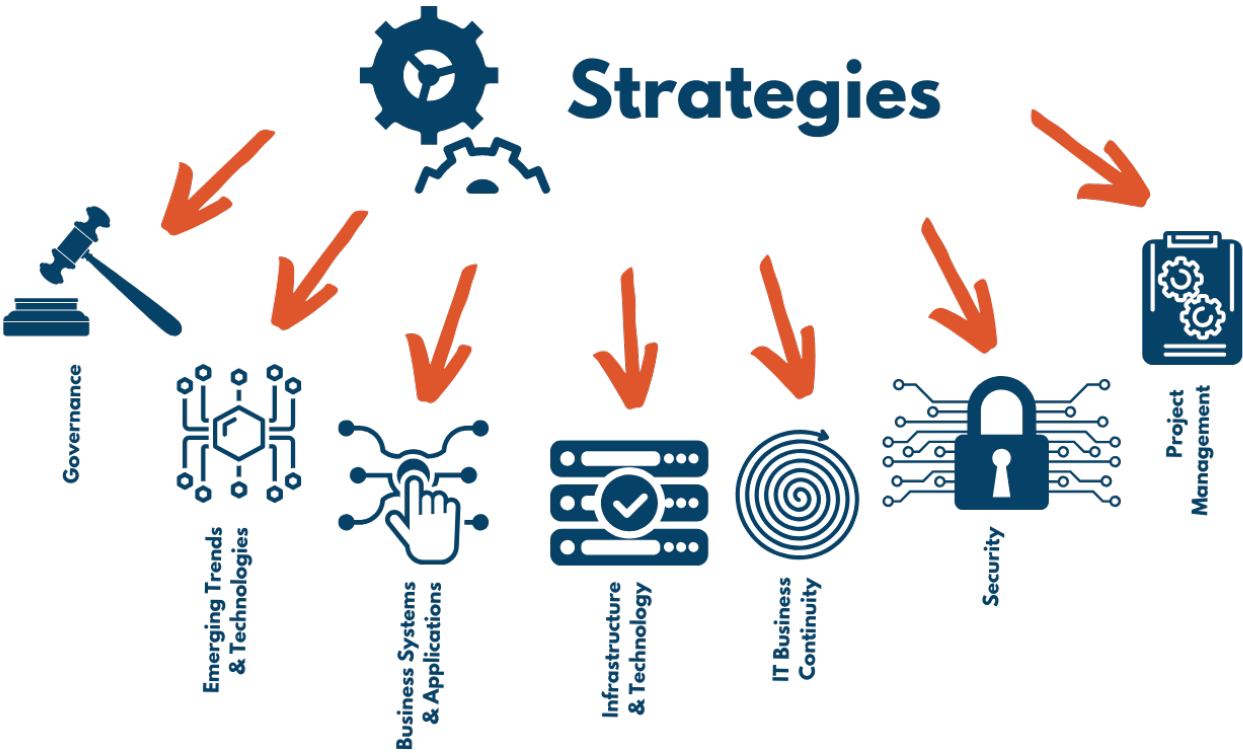 Strategies
Governance
Emerging Trends
& Technologies
Business Systems
& Applications
Infrastructure
& Technology
IT Business
Continuity
Security
Project
Management